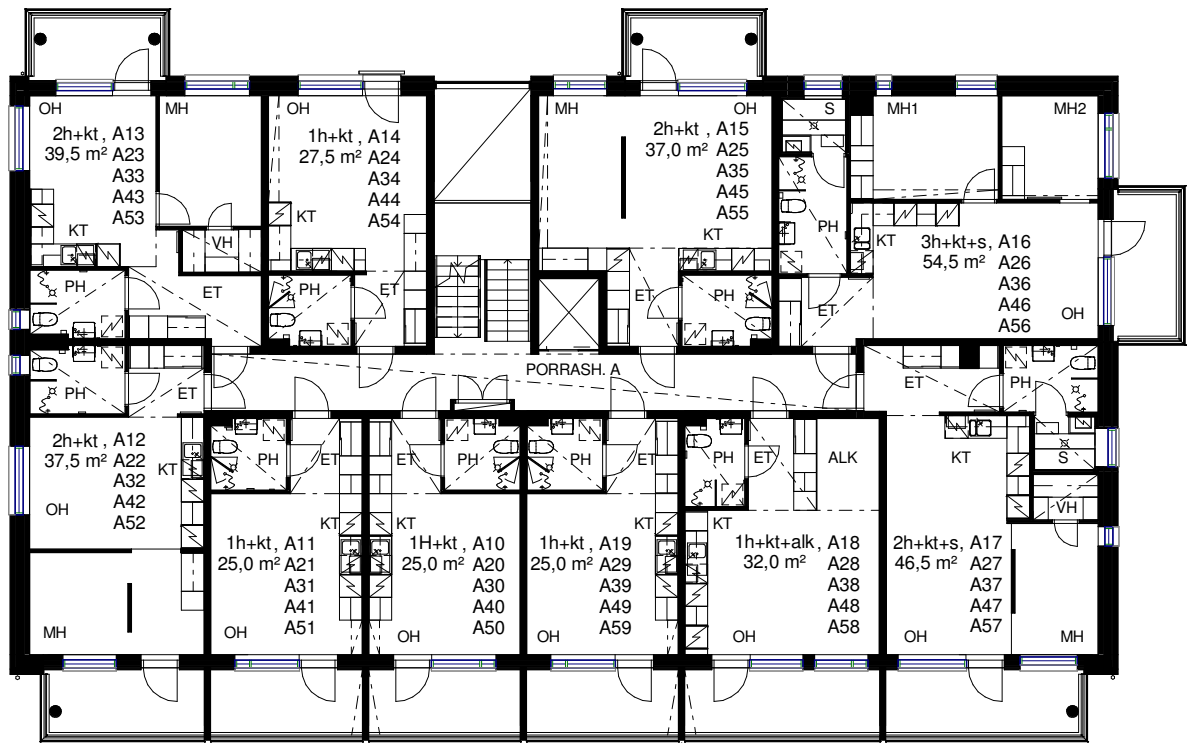 OH
2h+kt , A13
39,5 m² A23
A33
A43
A53
KT
MH
VH
PH
ET
OH
1h+kt , A14
27,5 m² A24
A34
A44
A54
KT
PH
ET
MH
OH
2h+kt , A15
37,0 m² A25
A35
A45
A55
KT
ET
PH
S
PH
MH1
MH2
KT
3h+kt+s, A16
54,5 m² A26
A36
A46
A56
OH
ET
PORRASH. A
PH
ET
2h+kt , A12
37,5 m² A22
A32
A42
A52
KT
OH
MH
PH
ET
KT
1h+kt , A11
25,0 m² A21
A31
A41
A51
OH
ET
PH
KT
1H+kt , A10
25,0 m² A20
A30
A40
A50
OH
PH
ET
KT
1h+kt , A19
25,0 m² A29
A39
A49
A59
OH
PH
ET
ALK
KT
1h+kt+alk , A18
32,0 m² A28
A38
A48
A58
OH
ET
PH
KT
S
VH
2h+kt+s, A17
46,5 m² A27
A37
A47
A57
OH
MH